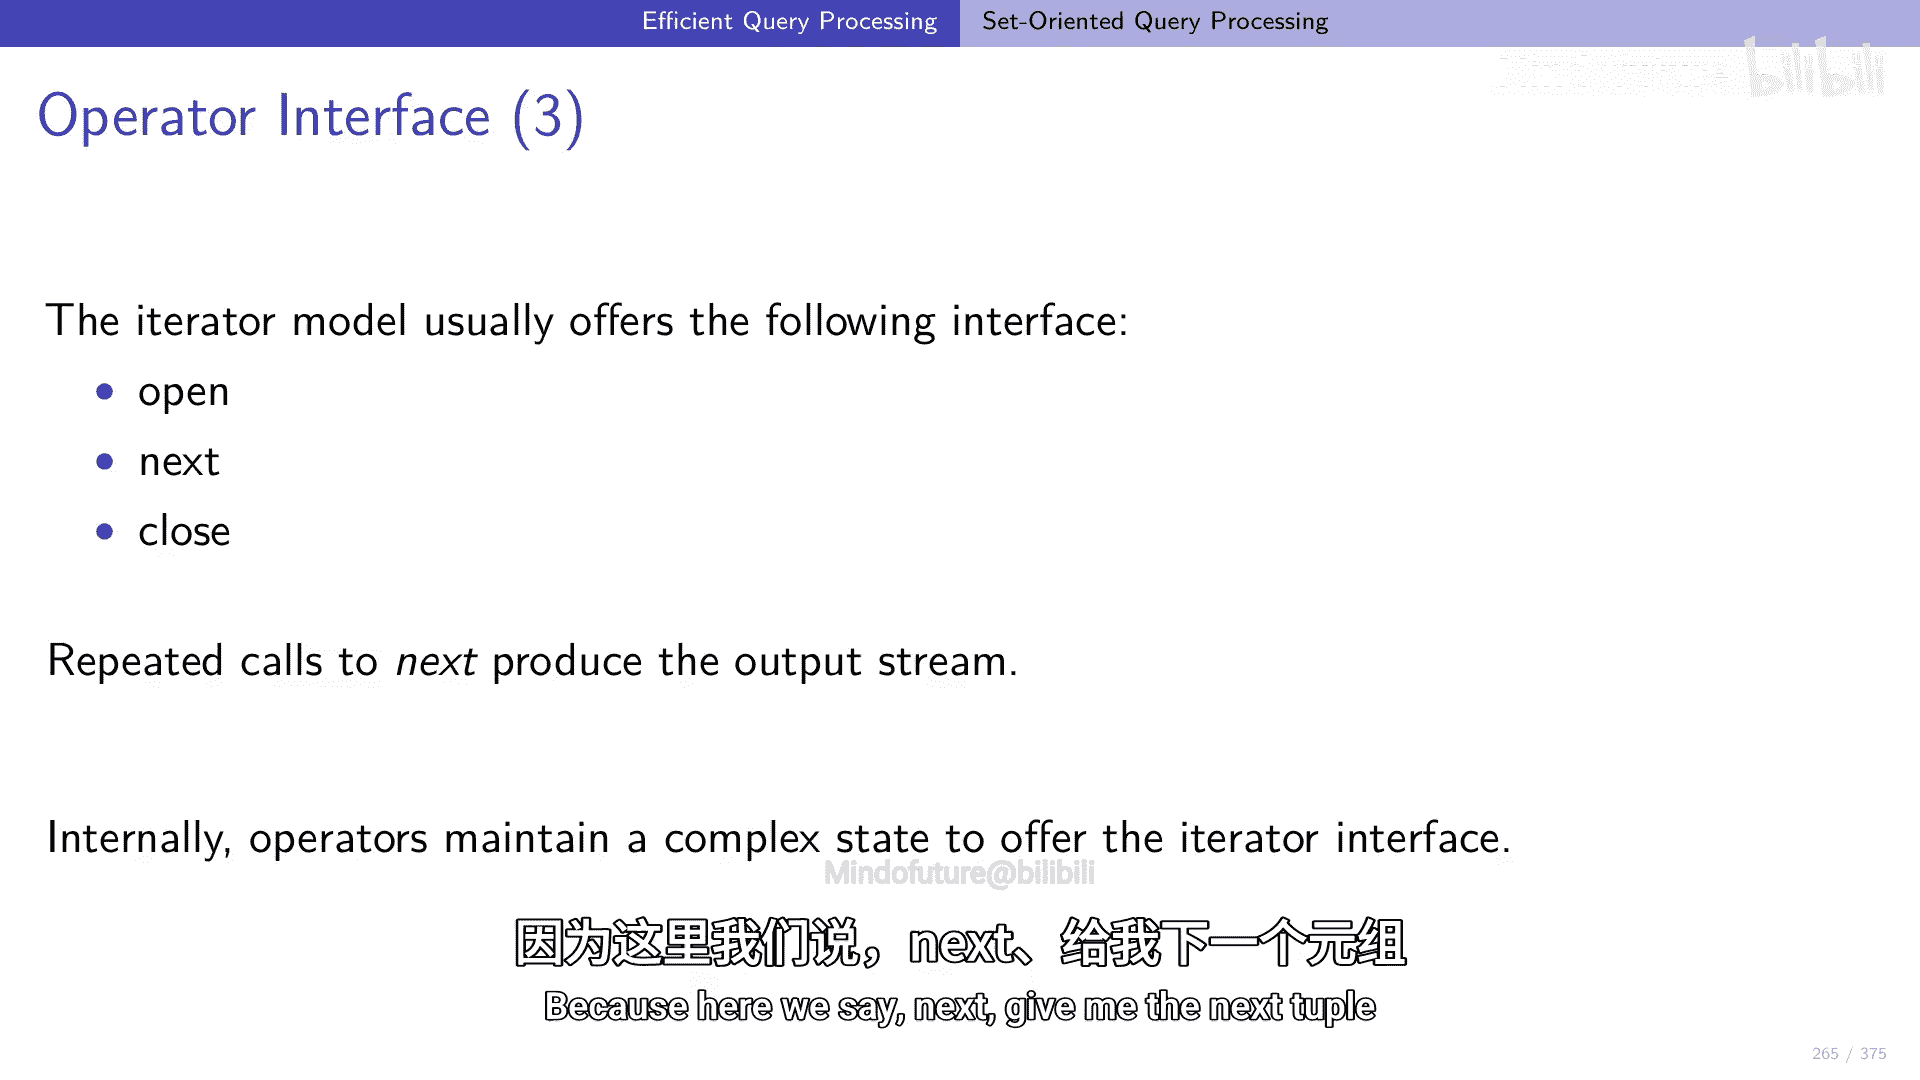 Efficient Query Processing
Set-Oriented Query Processing
bilibili
Operator Interface (3)
The iterator model usually offers the following interface:
• open
• next
• close
Repeated calls to next produce the output stream.
Internally, operators maintain a complex state to offer the iterator interface.
Mindofuture@bilibili
因为这里我们说，next、给我下一个元组
Because here we say, next, give me the next tuple
265 / 375